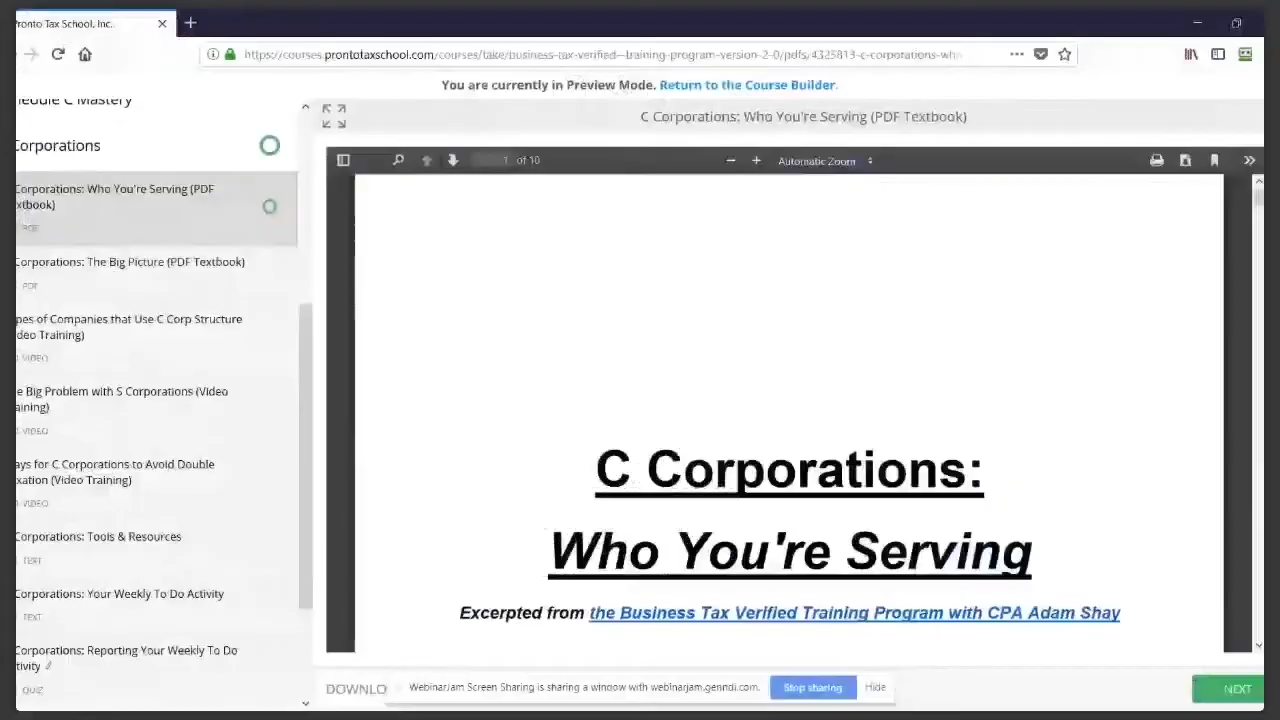 Pronto Tax School, Inc.
https://courses.prontotaxschool.com/courses/take/business-tax-verified--training-program-version-2-0/pdfs/4325813-c-corporations-wh
You are currently in Preview Mode. Return to the Course Builder.
C Mastery
Corporations
Corporations: Who You're Serving (PDF
xtbook)
PDF
Corporations: The Big Picture (PDF Textbook)
PDF
pes of Companies that Use C Corp Structure
deo Training)
VIDEO
e Big Problem with S Corporations (Video
aining)
VIDEO
ays for C Corporations to Avoid Double
xation (Video Training)
VIDEO
Corporations: Tools & Resources
TEXT
Corporations: Your Weekly To Do Activity
TEXT
Corporations: Reporting Your Weekly To Do
tivity
QUIZ
C Corporations: Who You're Serving (PDF Textbook)
1 of 10
Automatic Zoom
C Corporations:
Who You're Serving
Excerpted from the Business Tax Verified Training Program with CPA Adam Shay
DOWNLO
WebinarJam Screen Sharing is sharing a window with webinarjam.genndi.com.
Stop sharing
Hide
NEXT